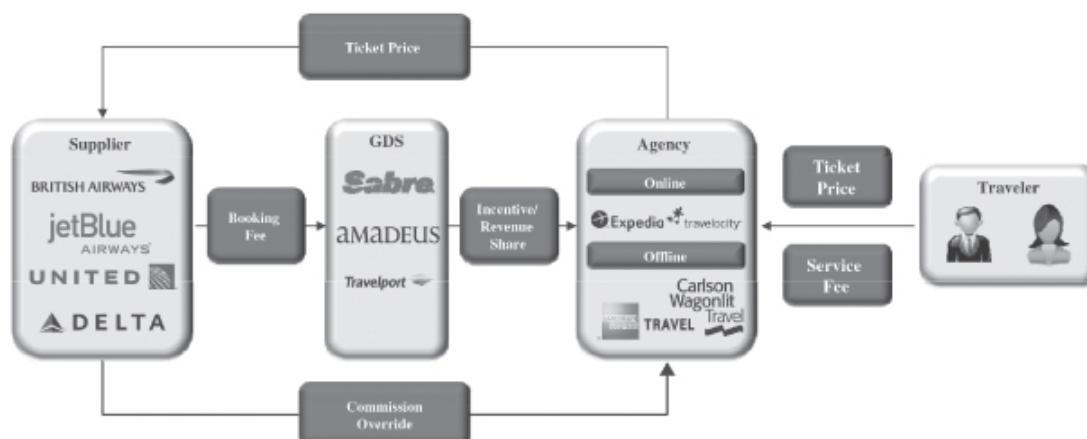 Ticket Price
Supplier
BRITISH AIRWAYS
jetBlue
AIRWAYS
UNITED
DELTA
Booking
Fee
GDS
Sabre
AMADEUS
Travelport
Incentive/
Revenue
Share
Agency
Online
Expedia travelocity
Offline
Carlson
Wagonlit
Travel
TRAVEL
Ticket
Price
Service
Fee
Traveler
Commission
Override